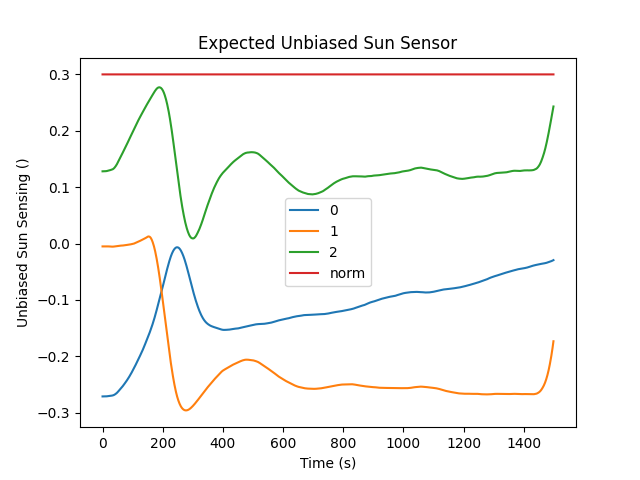 Expected Unbiased Sun Sensor
Unbiased Sun Sensing ()
0.3
0.2
0.1
0.0
−0.1
−0.2
−0.3
0
1
2
norm
0 200 400 600 800 1000 1200 1400
Time (s)